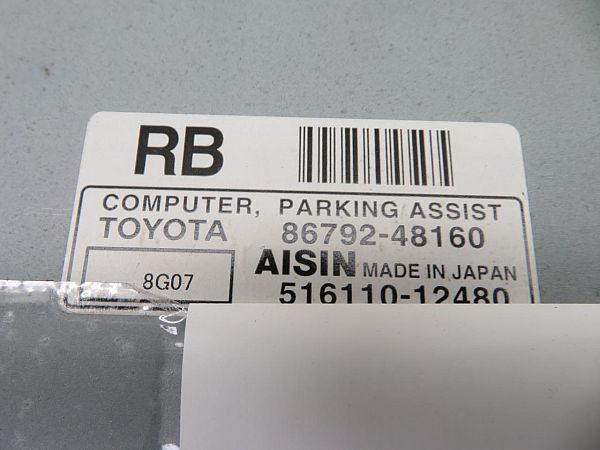 RB
COMPUTER, PARKING ASSIST
TOYOTA 86792-48160
8G07 AISIN MADE IN JAPAN
516110-12480